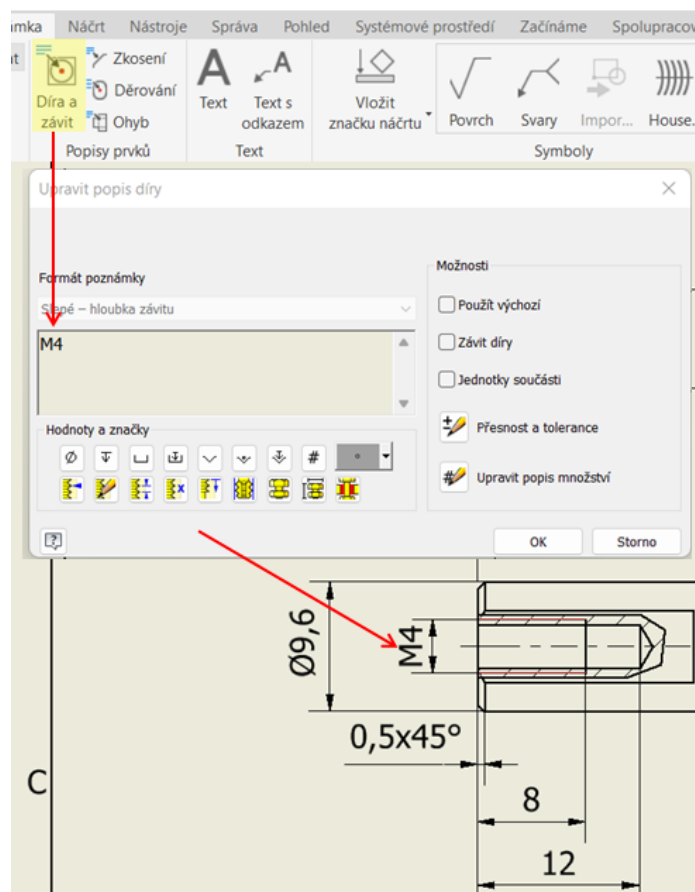 ámka Náčrt Nástroje Správa Pohled Systémové prostředí Začínáme Spolupracov
Díra a závit
Zkosení
Děrování
Ohyb
Popisy prvků
Text
Text s odkazem
Text
Vložit značku náčrtu
Povrch
Svary
Impor...
House.
Symboly
Upravit popis díry
Formát poznámky
Slepé – hloubka závitu
M4
Hodnoty a značky
Možnosti
Použít výchozí
Závit díry
Jednotky součásti
Přesnost a tolerance
Upravit popis množství
OK
Storno
Ø9,6
M4
0,5x45°
C
8
12